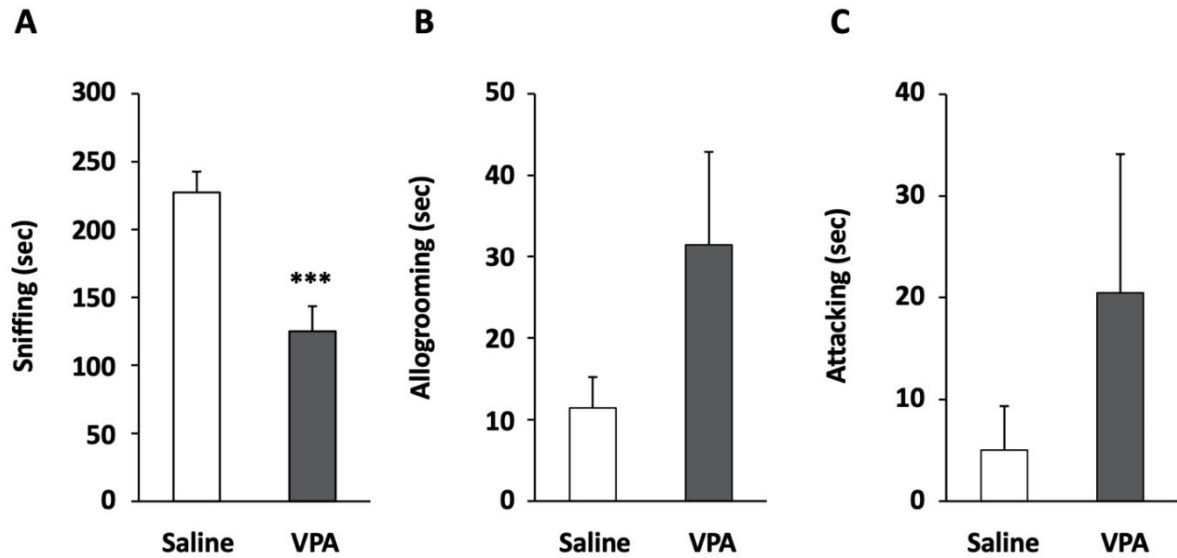 A
B
C
Sniffing (sec)
300
250
200
150
100
50
0
***
Saline VPA
Allogrooming (sec)
50
40
30
20
10
0
Saline VPA
Attacking (sec)
40
30
20
10
0
Saline VPA